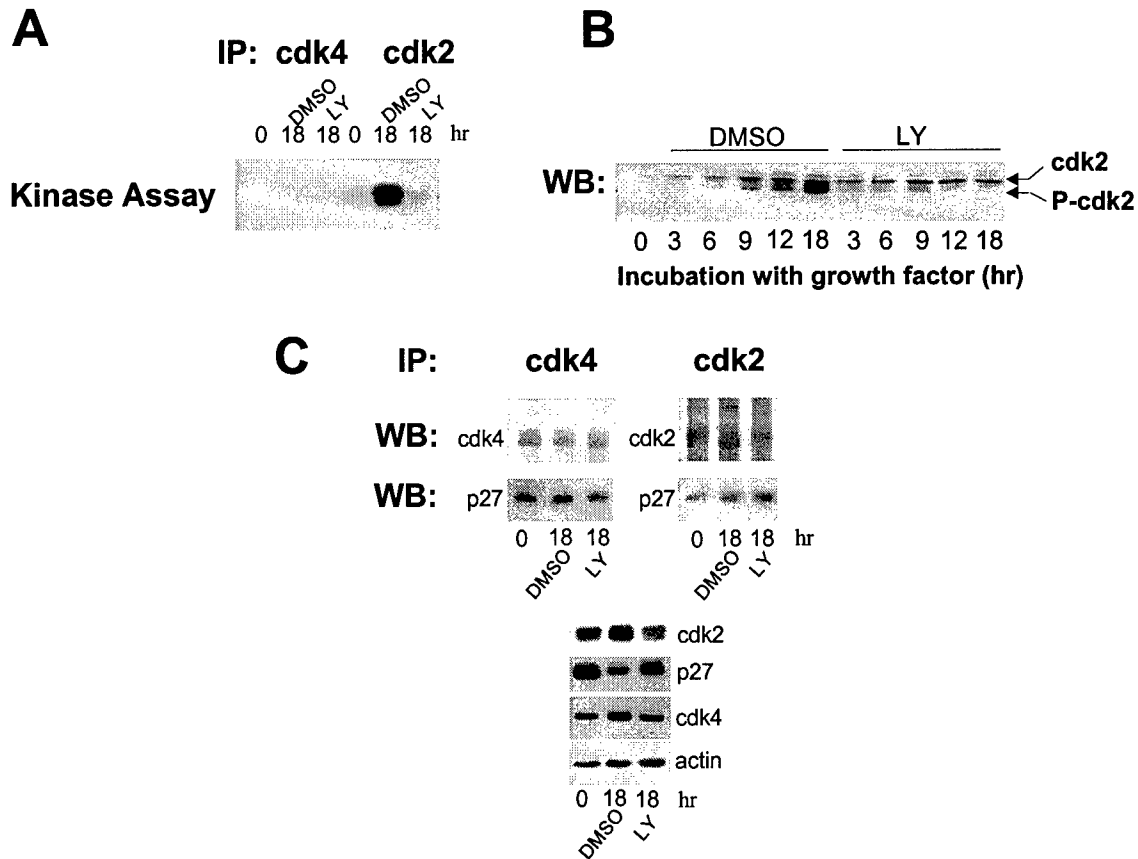 A
IP: cdk4 cdk2
DMSO LY DMSO LY
0 18 18 0 18 18 hr
Kinase Assay
B
DMSO LY
WB:
cdk2
P-cdk2
0 3 6 9 12 18 3 6 9 12 18
Incubation with growth factor (hr)
C
IP: cdk4 cdk2
WB: cdk4 cdk2
WB: p27 p27
0 18 18 0 18 18 hr
DMSO LY DMSO LY
cdk2
p27
cdk4
actin
0 18 18 hr
DMSO LY